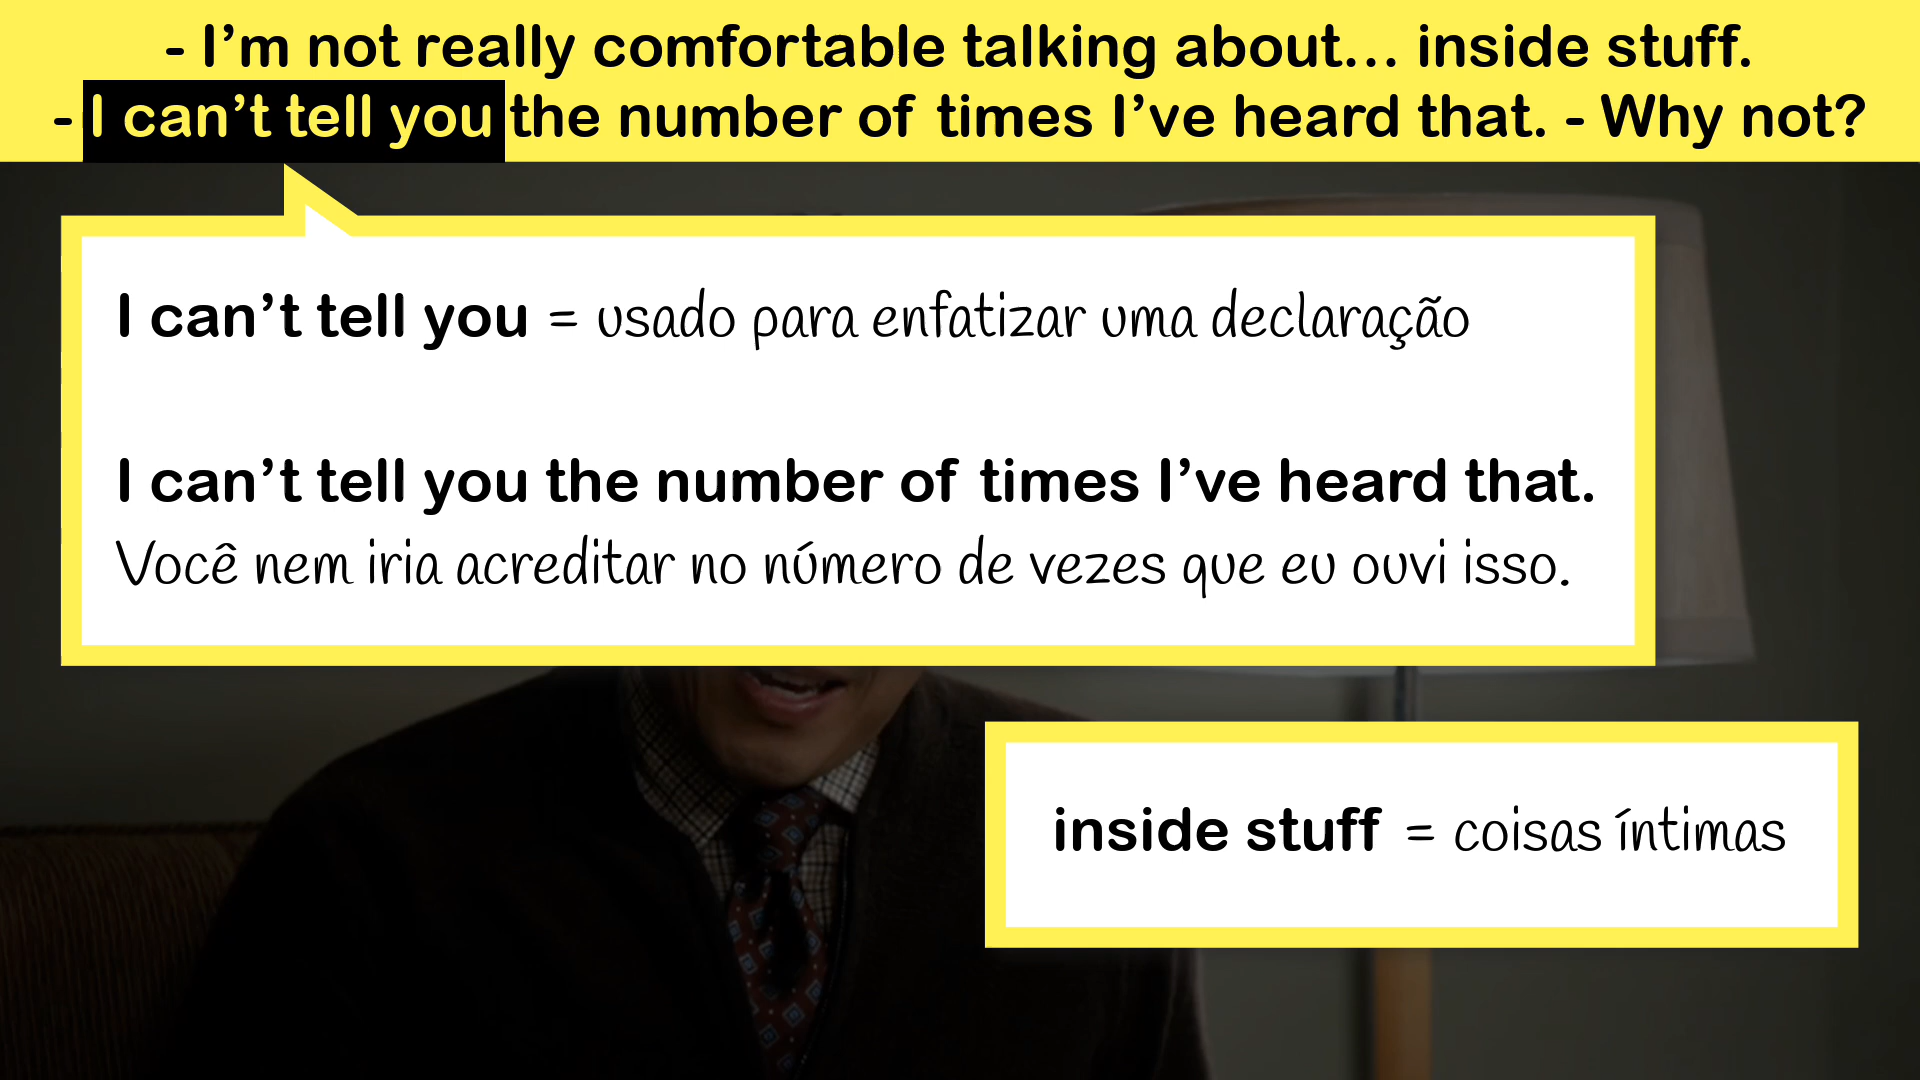 - I’m not really comfortable talking about… inside stuff.
- I can’t tell you the number of times I’ve heard that. - Why not?
I can’t tell you = usado para enfatizar uma declaração
I can’t tell you the number of times I’ve heard that.
Você nem iria acreditar no número de vezes que eu ouvi isso.
inside stuff = coisas íntimas